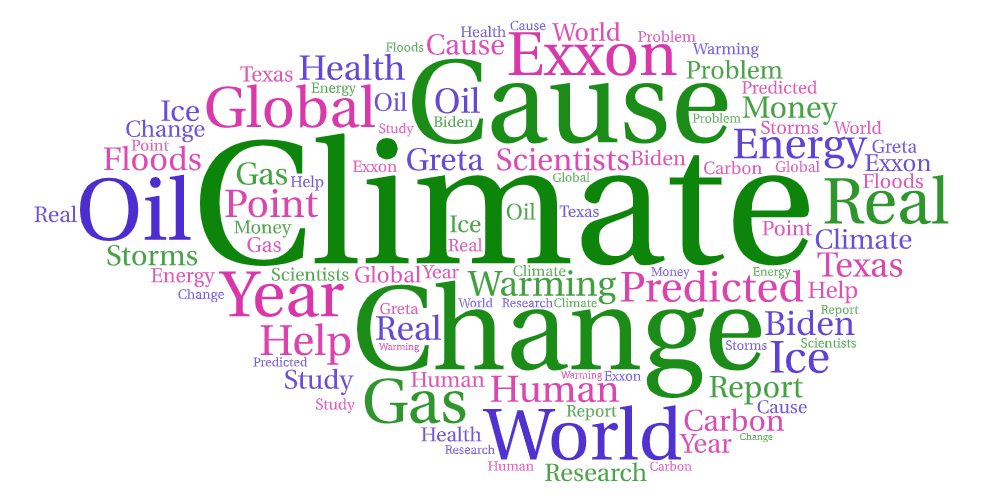 Health
Cause
World
Problem
Floods
Cause
Exxon
Warming
Texas
Health
Problem
Energy
Predicted
Ice
Global
Oil
Oil
Cause
Money
Change
Study
Biden
Problem
Storms
World
Point
Energy
Greta
Floods
Exxon
Greta
Scientists
Biden
Carbon
Global
Exxon
Gas
Help
Global
Floods
Oil
Climate
Real
Real
Point
Ice
Oil
Texas
Money
Point
Storms
Gas
Real
Climate
Energy
Scientists
Global
Year
Climate
Money
Energy
Texas
Change
Year
Warming
Predicted
Help
World
Research
Climate
Greta
Real
Change
Biden
Report
Help
Warming
Storms
Scientists
Predicted
Ice
Study
Human
Warming
Exxon
Human
Report
Study
Gas
Report
Cause
Health
World
Carbon
Research
Year
Change
Human
Research
Carbon